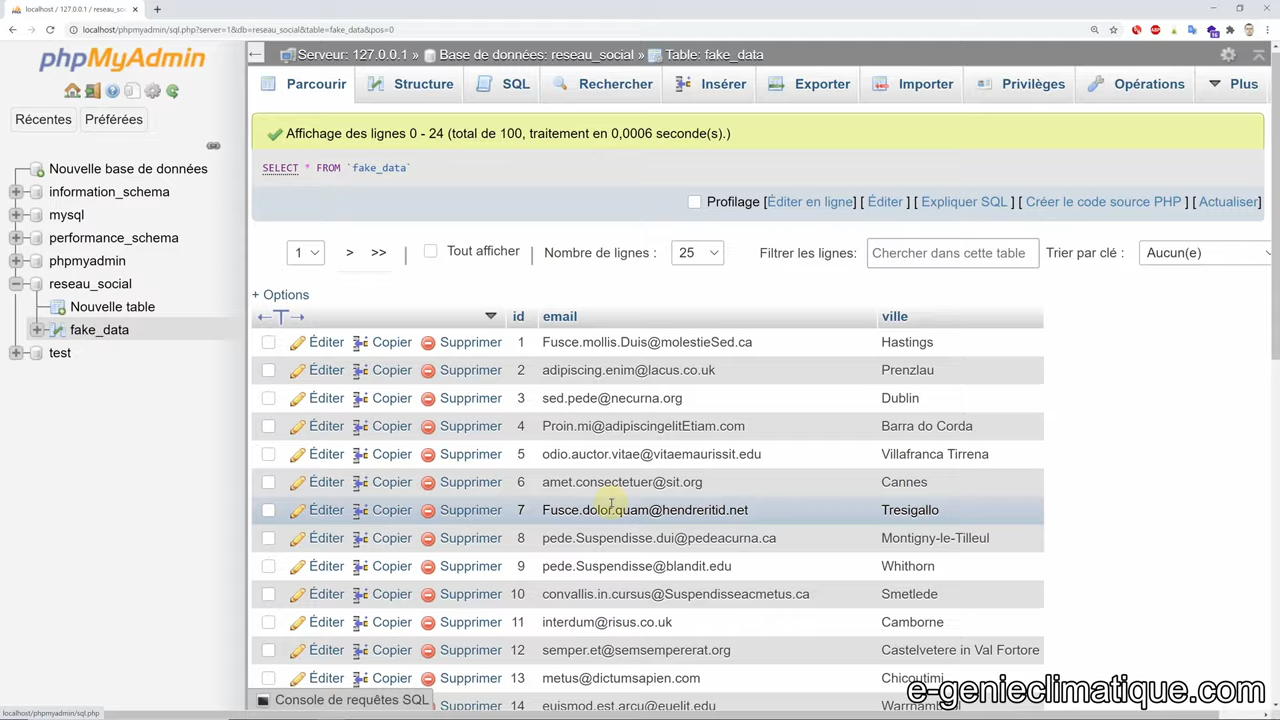 localhost / 127.0.0.1 / reseau_social
localhost/phpmyadmin/sql.php?server=1&db=reseau_social&table=fake_data&pos=0
phpMyAdmin
Récentes Préférées
Nouvelle base de données
information_schema
mysql
performance_schema
phpmyadmin
reseau_social
Nouvelle table
fake_data
test
Serveur: 127.0.0.1 » Base de données: reseau_social » Table: fake_data
Parcourir Structure SQL Rechercher Insérer Exporter Importer Privilèges Opérations Plus
Affichage des lignes 0 - 24 (total de 100, traitement en 0,0006 seconde(s).)
SELECT * FROM `fake_data`
Profilage [Éditer en ligne] [ Éditer ] [ Expliquer SQL ] [ Créer le code source PHP ] [ Actualiser]
1 > >> | Tout afficher | Nombre de lignes : 25 Filtrer les lignes: Chercher dans cette table Trier par clé : Aucun(e)
+ Options
←T→ id email ville
Éditer Copier Supprimer 1 Fusce.mollis.Duis@molestieSed.ca Hastings
Éditer Copier Supprimer 2 adipiscing.enim@lacus.co.uk Prenzlau
Éditer Copier Supprimer 3 sed.pede@necurna.org Dublin
Éditer Copier Supprimer 4 Proin.mi@adipiscingelitEtiam.com Barra do Corda
Éditer Copier Supprimer 5 odio.auctor.vitae@vitaemaurissit.edu Villafranca Tirrena
Éditer Copier Supprimer 6 amet.consectetuer@sit.org Cannes
Éditer Copier Supprimer 7 Fusce.dolor.quam@hendreritid.net Tresigallo
Éditer Copier Supprimer 8 pede.Suspendisse.dui@pedeacurna.ca Montigny-le-Tilleul
Éditer Copier Supprimer 9 pede.Suspendisse@blandit.edu Whithorn
Éditer Copier Supprimer 10 convallis.in.cursus@Suspendisseacmetus.ca Smetlede
Éditer Copier Supprimer 11 interdum@risus.co.uk Camborne
Éditer Copier Supprimer 12 semper.et@semsempererat.org Castelvetere in Val Fortore
Éditer Copier Supprimer 13 metus@dictumsapien.com Chicoutimi
Supprimer 14 euismod.est.arcu@euelit.edu
Console de requêtes SQL
e-genieclimatique.com
localhost/phpmyadmin/sql.php